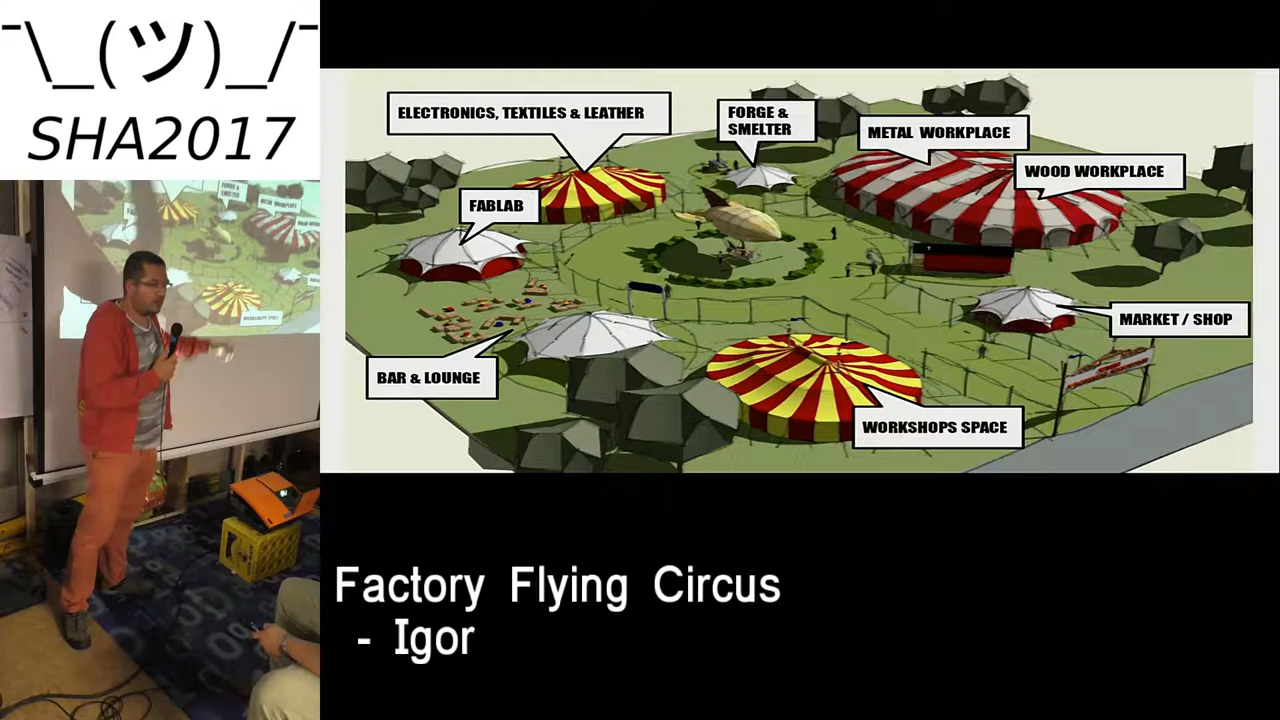 ¯\_(ツ)_/¯
SHA2017
ELECTRONICS, TEXTILES & LEATHER
FORGE &
SMELTER
METAL WORKPLACE
WOOD WORKPLACE
FABLAB
MARKET / SHOP
BAR & LOUNGE
WORKSHOPS SPACE
Factory Flying Circus
- Igor